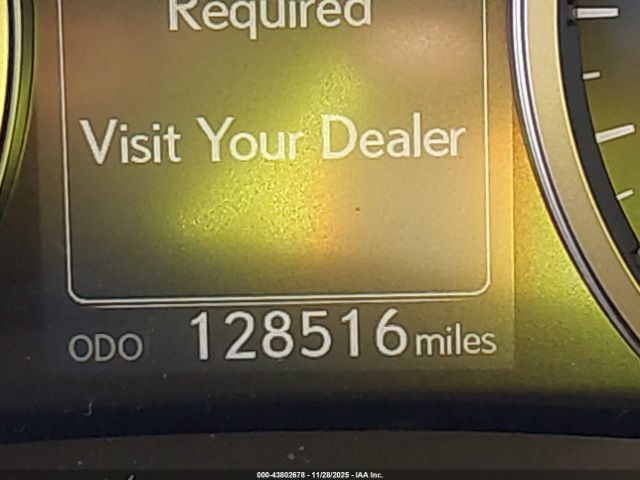 Required
Visit Your Dealer
ODO 128516 miles
000-43802678 - 11/28/2025 - IAA Inc.